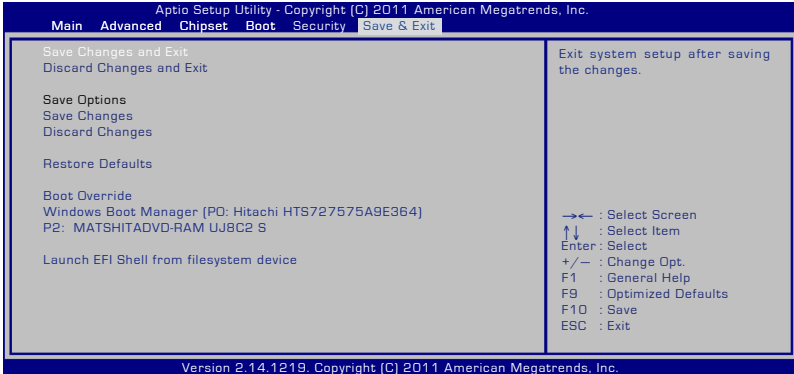 Aptio Setup Utility - Copyright (C) 2011 American Megatrends, Inc.
Main Advanced Chipset Boot Security Save & Exit
Save Changes and Exit
Discard Changes and Exit
Save Options
Save Changes
Discard Changes
Restore Defaults
Boot Override
Windows Boot Manager (PO: Hitachi HTS727575A9E364)
P2: MATSHITADVD-RAM UJ8C2 S
Launch EFI Shell from filesystem device
Exit system setup after saving
the changes.
→← : Select Screen
↑↓ : Select Item
Enter : Select
+/— : Change Opt.
F1 : General Help
F9 : Optimized Defaults
F10 : Save
ESC : Exit
Version 2.14.1219. Copyright (C) 2011 American Megatrends, Inc.